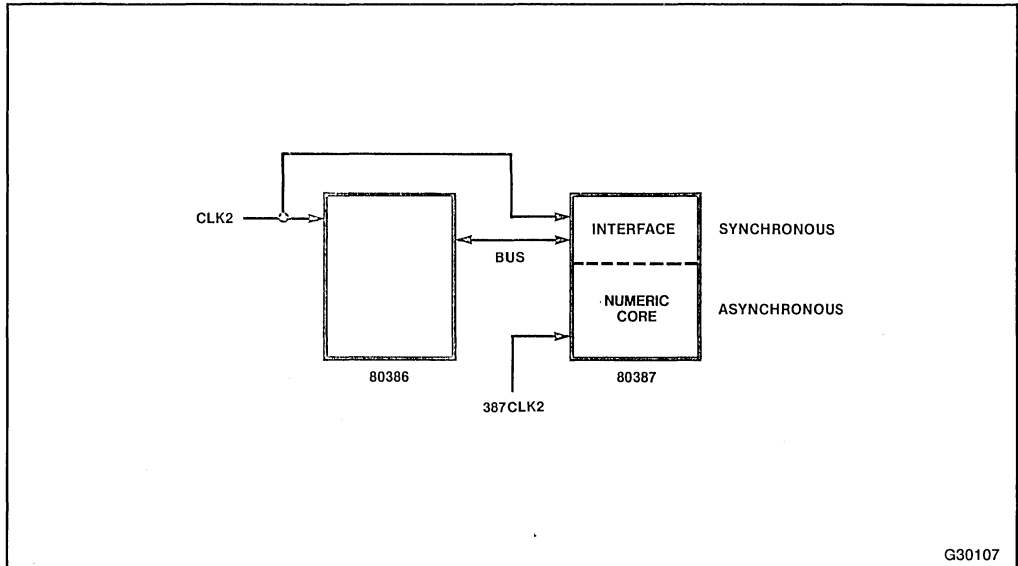 CLK2
BUS
INTERFACE
SYNCHRONOUS
NUMERIC
CORE
ASYNCHRONOUS
80386
80387
387CLK2
G30107